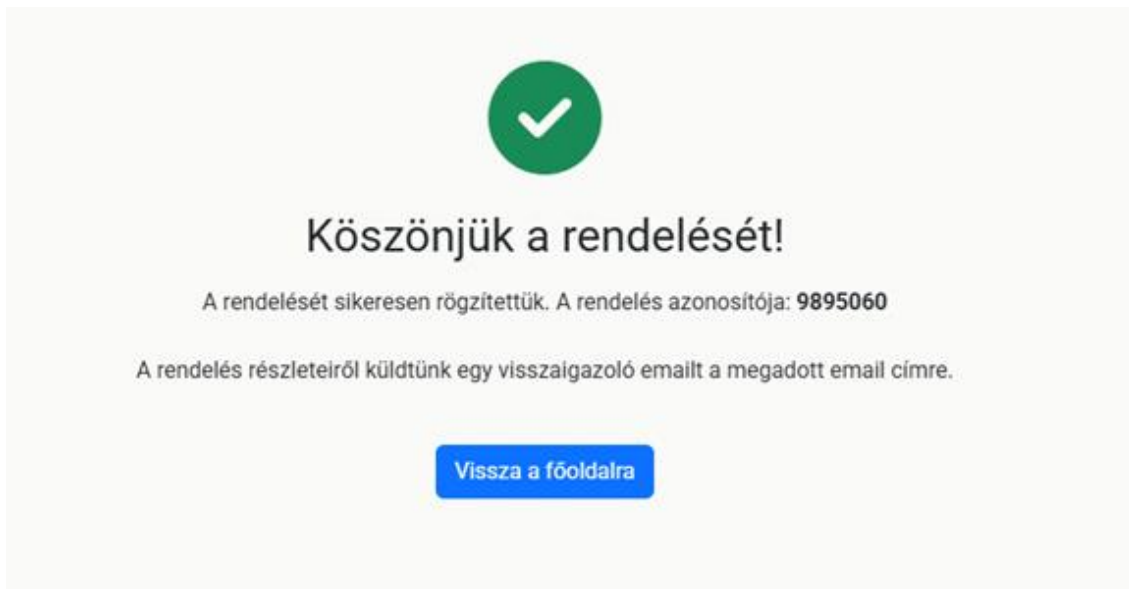 Köszönjük a rendelését!
A rendelését sikeresen rögzítettük. A rendelés azonosítója: 9895060
A rendelés részleteiről küldtünk egy visszaigazoló emailt a megadott email címre.
Vissza a főoldalra